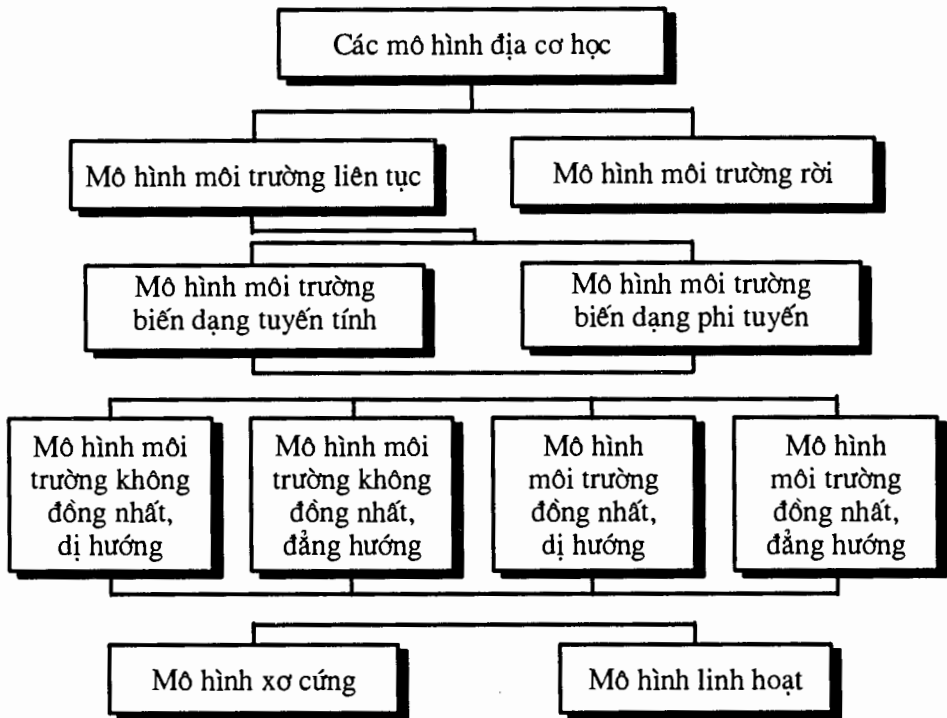 Các mô hình địa cơ học
Mô hình môi trường liên tục
Mô hình môi trường rời
Mô hình môi trường
biến dạng tuyến tính
Mô hình môi trường
biến dạng phi tuyến
Mô hình môi
trường không
đồng nhất,
dị hướng
Mô hình môi
trường không
đồng nhất,
đẳng hướng
Mô hình
môi trường
đồng nhất,
dị hướng
Mô hình
môi trường
đồng nhất,
đẳng hướng
Mô hình xơ cứng
Mô hình linh hoạt